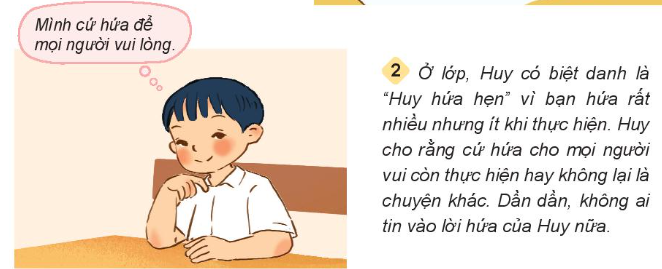 Mình cứ hứa để
mọi người vui lòng.
2 Ở lớp, Huy có biệt danh là
“Huy hứa hẹn” vì bạn hứa rất
nhiều nhưng ít khi thực hiện. Huy
cho rằng cứ hứa cho mọi người
vui còn thực hiện hay không lại là
chuyện khác. Dần dần, không ai
tin vào lời hứa của Huy nữa.